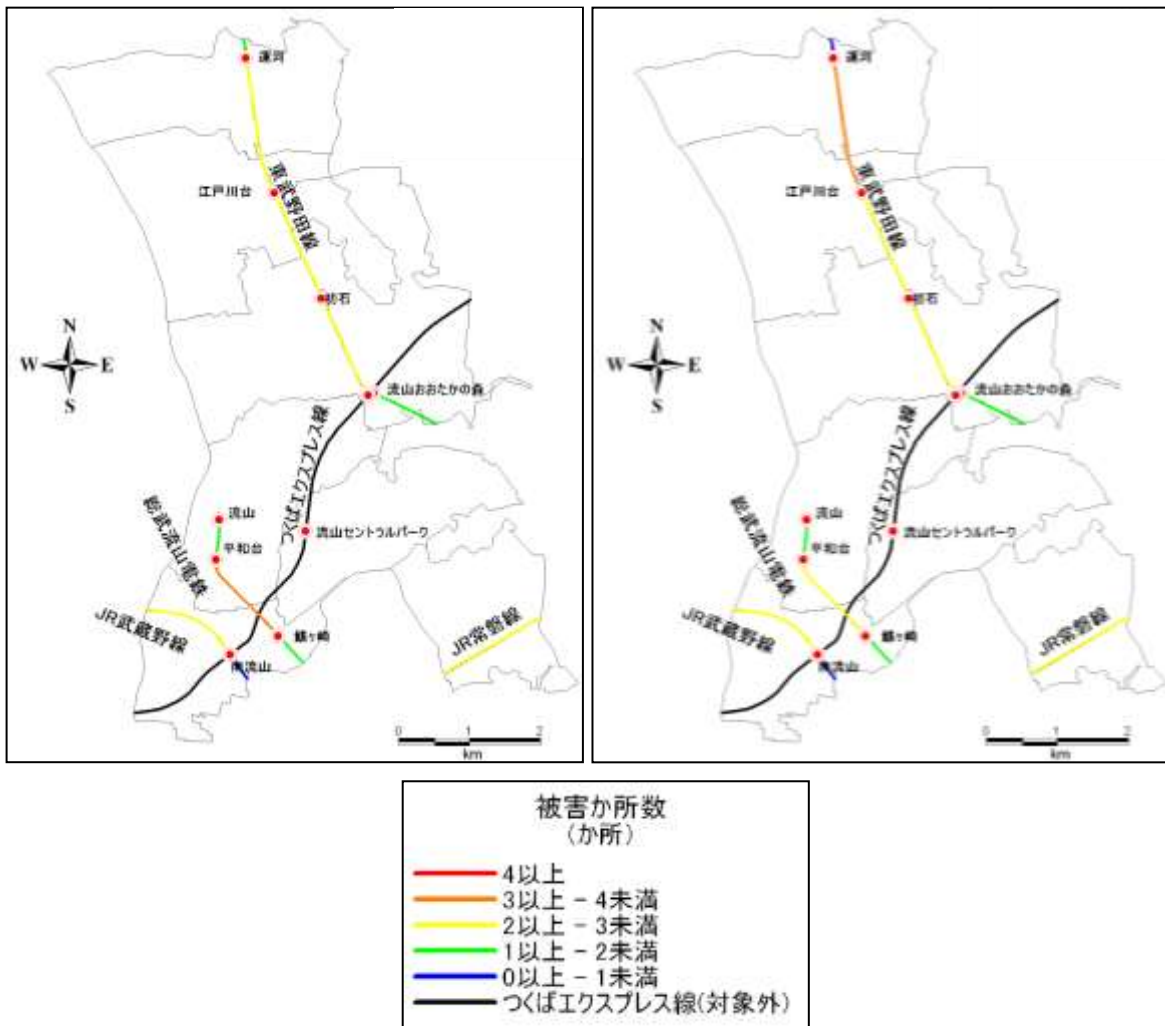 運河
江戸川台
東武野田線
初石
N
W
E
S
流山おおたかの森
つくばエクスプレス線
流山
総武流山電鉄
流山セントラルパーク
平和台
JR武蔵野線
鰭ヶ崎
JR常磐線
南流山
0 1 2
km
運河
江戸川台
東武野田線
初石
N
W
E
S
流山おおたかの森
つくばエクスプレス線
流山
総武流山電鉄
流山セントラルパーク
平和台
JR武蔵野線
鰭ヶ崎
JR常磐線
南流山
0 1 2
km
被害か所数
(か所)
4以上
3以上 - 4未満
2以上 - 3未満
1以上 - 2未満
0以上 - 1未満
つくばエクスプレス線(対象外)